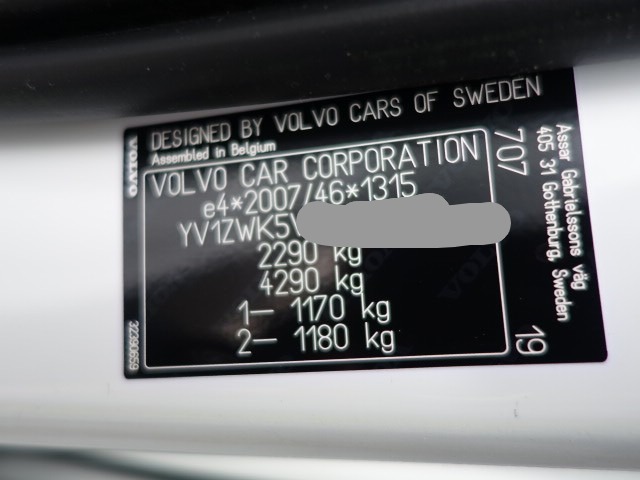 DESIGNED BY VOLVO CARS OF SWEDEN
Assembled in Belgium
VOLVO CAR CORPORATION
e4*2007/46*1315
YV1ZWK5V
2290 kg
4290 kg
1– 1170 kg
2– 1180 kg
VOLVO
32290659
707
19
Assar Gabrielssons väg
405 31 Gothenburg, Sweden